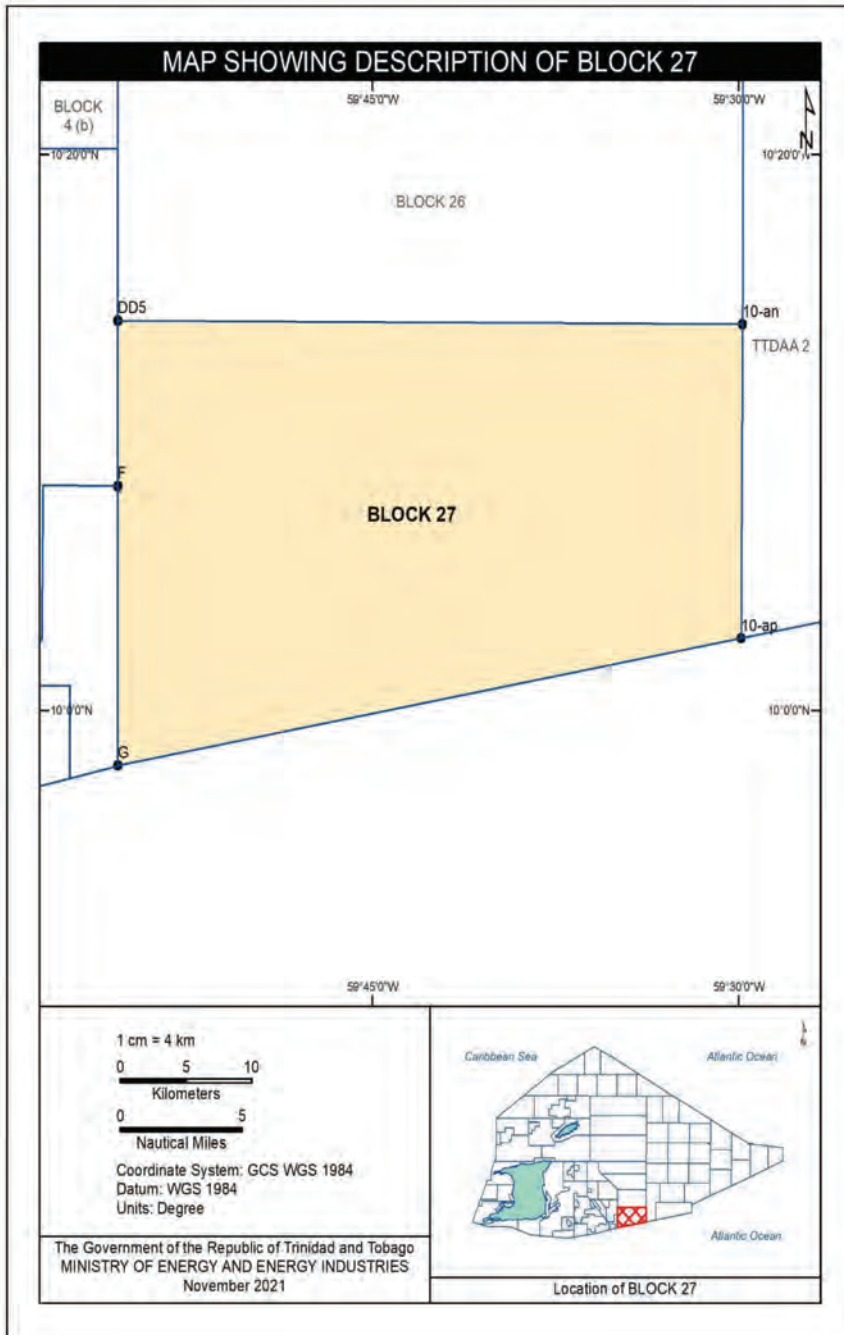 MAP SHOWING DESCRIPTION OF BLOCK 27
59°45'0"W
59°30'0"W
BLOCK
4 (b)
N
10°20'0"N
10°20'0"N
BLOCK 26
DD5
10-an
TTDAA 2
F
BLOCK 27
10-ap
10°0'0"N
10°0'0"N
G
59°45'0"W
59°30'0"W
1 cm = 4 km
0 5 10
Kilometers
0 5
Nautical Miles
Coordinate System: GCS WGS 1984
Datum: WGS 1984
Units: Degree
The Government of the Republic of Trinidad and Tobago
MINISTRY OF ENERGY AND ENERGY INDUSTRIES
November 2021
Caribbean Sea
Atlantic Ocean
Atlantic Ocean
Location of BLOCK 27